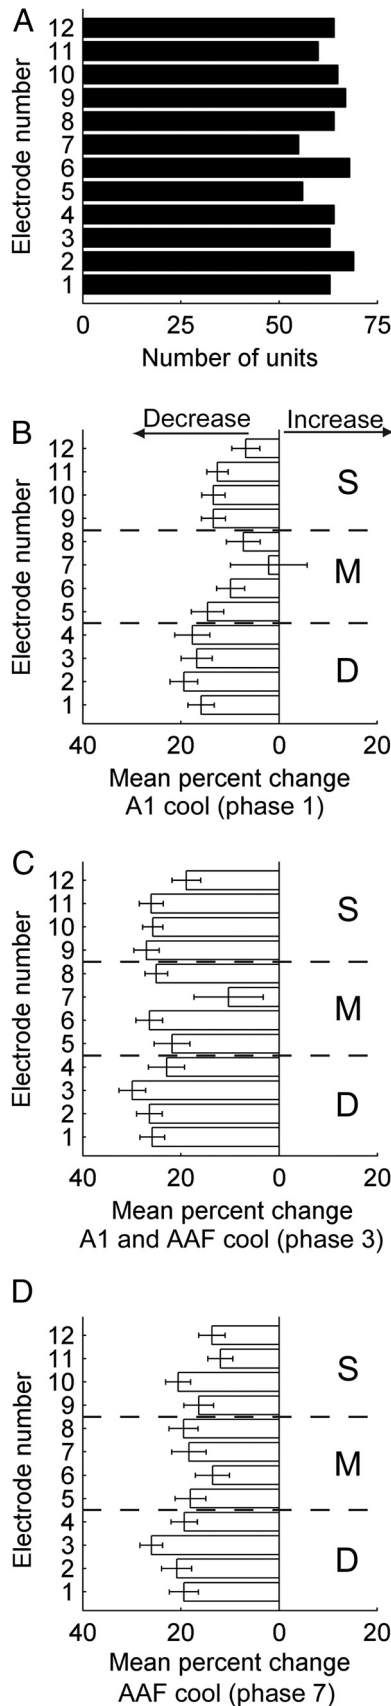 A
Electrode number
12
11
10
9
8
7
6
5
4
3
2
1
0 25 50 75
Number of units
B
Decrease Increase
Electrode number
12
11
10
9
8
7
6
5
4
3
2
1
S
M
D
40 20 0 20
Mean percent change
A1 cool (phase 1)
C
Electrode number
12
11
10
9
8
7
6
5
4
3
2
1
S
M
D
40 20 0 20
Mean percent change
A1 and AAF cool (phase 3)
D
Electrode number
12
11
10
9
8
7
6
5
4
3
2
1
S
M
D
40 20 0 20
Mean percent change
AAF cool (phase 7)